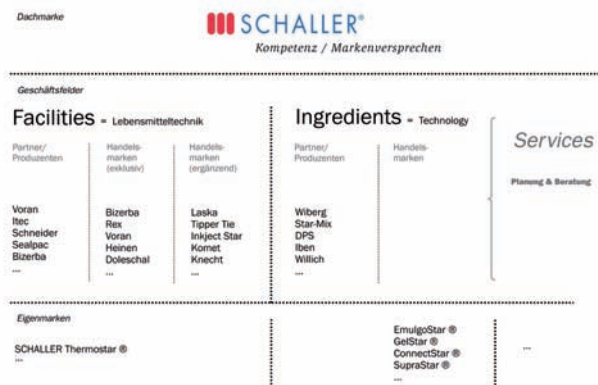 Dachmarke
SCHALLER®
Kompetenz / Markenversprechen
Geschäftsfelder
Facilities = Lebensmitteltechnik
Partner/
Produzenten
Voran
Itec
Schneider
Sealpac
Bizerba
...
Handels-
marken
(exklusiv)
Bizerba
Rex
Voran
Heinen
Doleschal
...
Handels-
marken
(ergänzend)
Laska
Tipper Tie
Inkject Star
Komet
Knecht
...
Ingredients = Technology
Partner/
Produzenten
Wiberg
Star-Mix
DPS
Iben
Willich
...
Handels-
marken
Services
Planung & Beratung
Eigenmarken
SCHALLER Thermostar ®
...
EmulgoStar ®
GelStar ®
ConnectStar ®
SupraStar ®
...
...